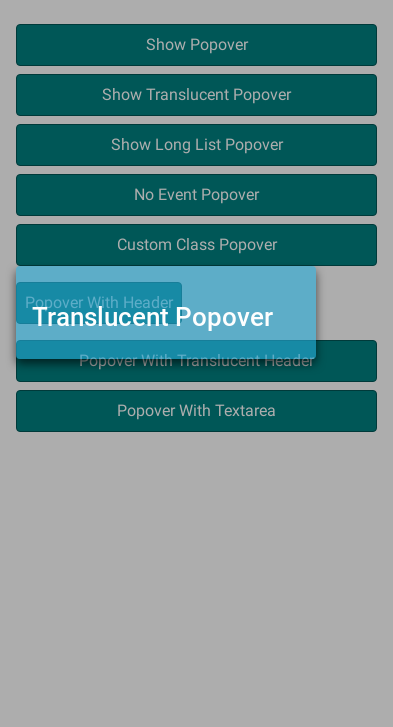 Show Popover
Show Translucent Popover
Show Long List Popover
No Event Popover
Custom Class Popover
Popover With Header
Translucent Popover
Popover With Translucent Header
Popover With Textarea